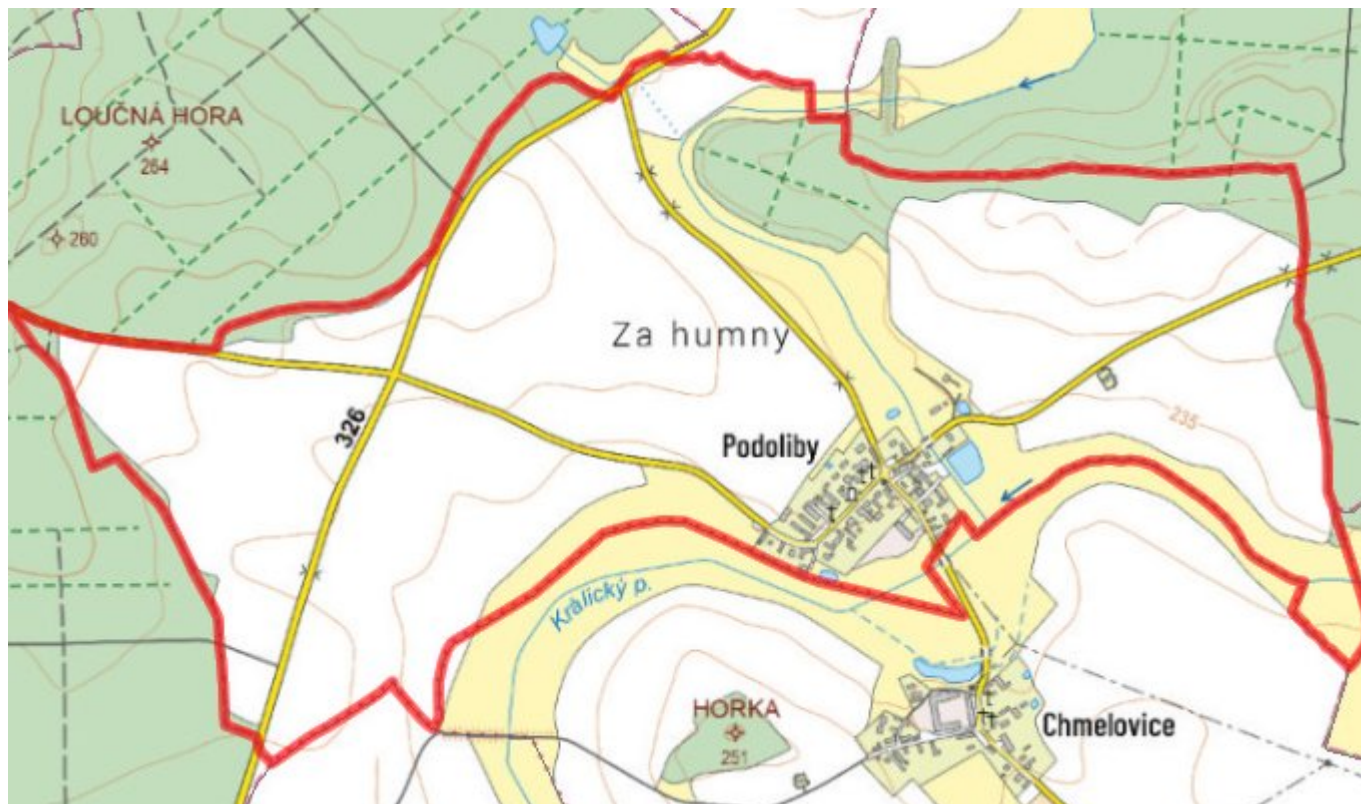 LOUČNÁ HORA
264
260
Za humny
326
235
Podoliby
Králický p.
HORKA
251
Chmelovice